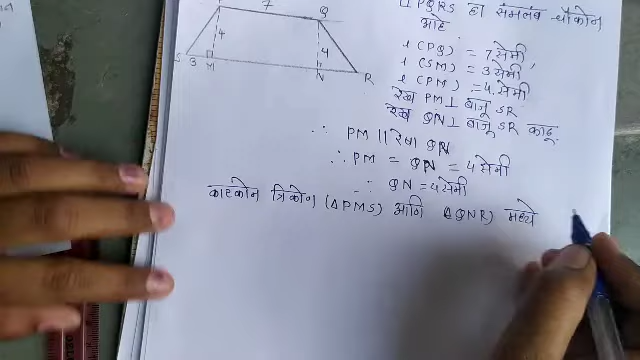 7
Q
4
4
S 3 M
N
R
□PQRS हा समलंब चौकोन
आहे.
l(PQ) = 7 सेमी,
l(SM) = 3 सेमी
l(PM) = 4 सेमी
रेख PM ⊥ बाजू SR
रेख QN ⊥ बाजू SR काढू
∴ PM || रेषा QN
∴ PM = QN = 4 सेमी
∴ QN = 4 सेमी
काटकोन त्रिकोन (ΔPMS) आणि ΔQNR) मध्ये